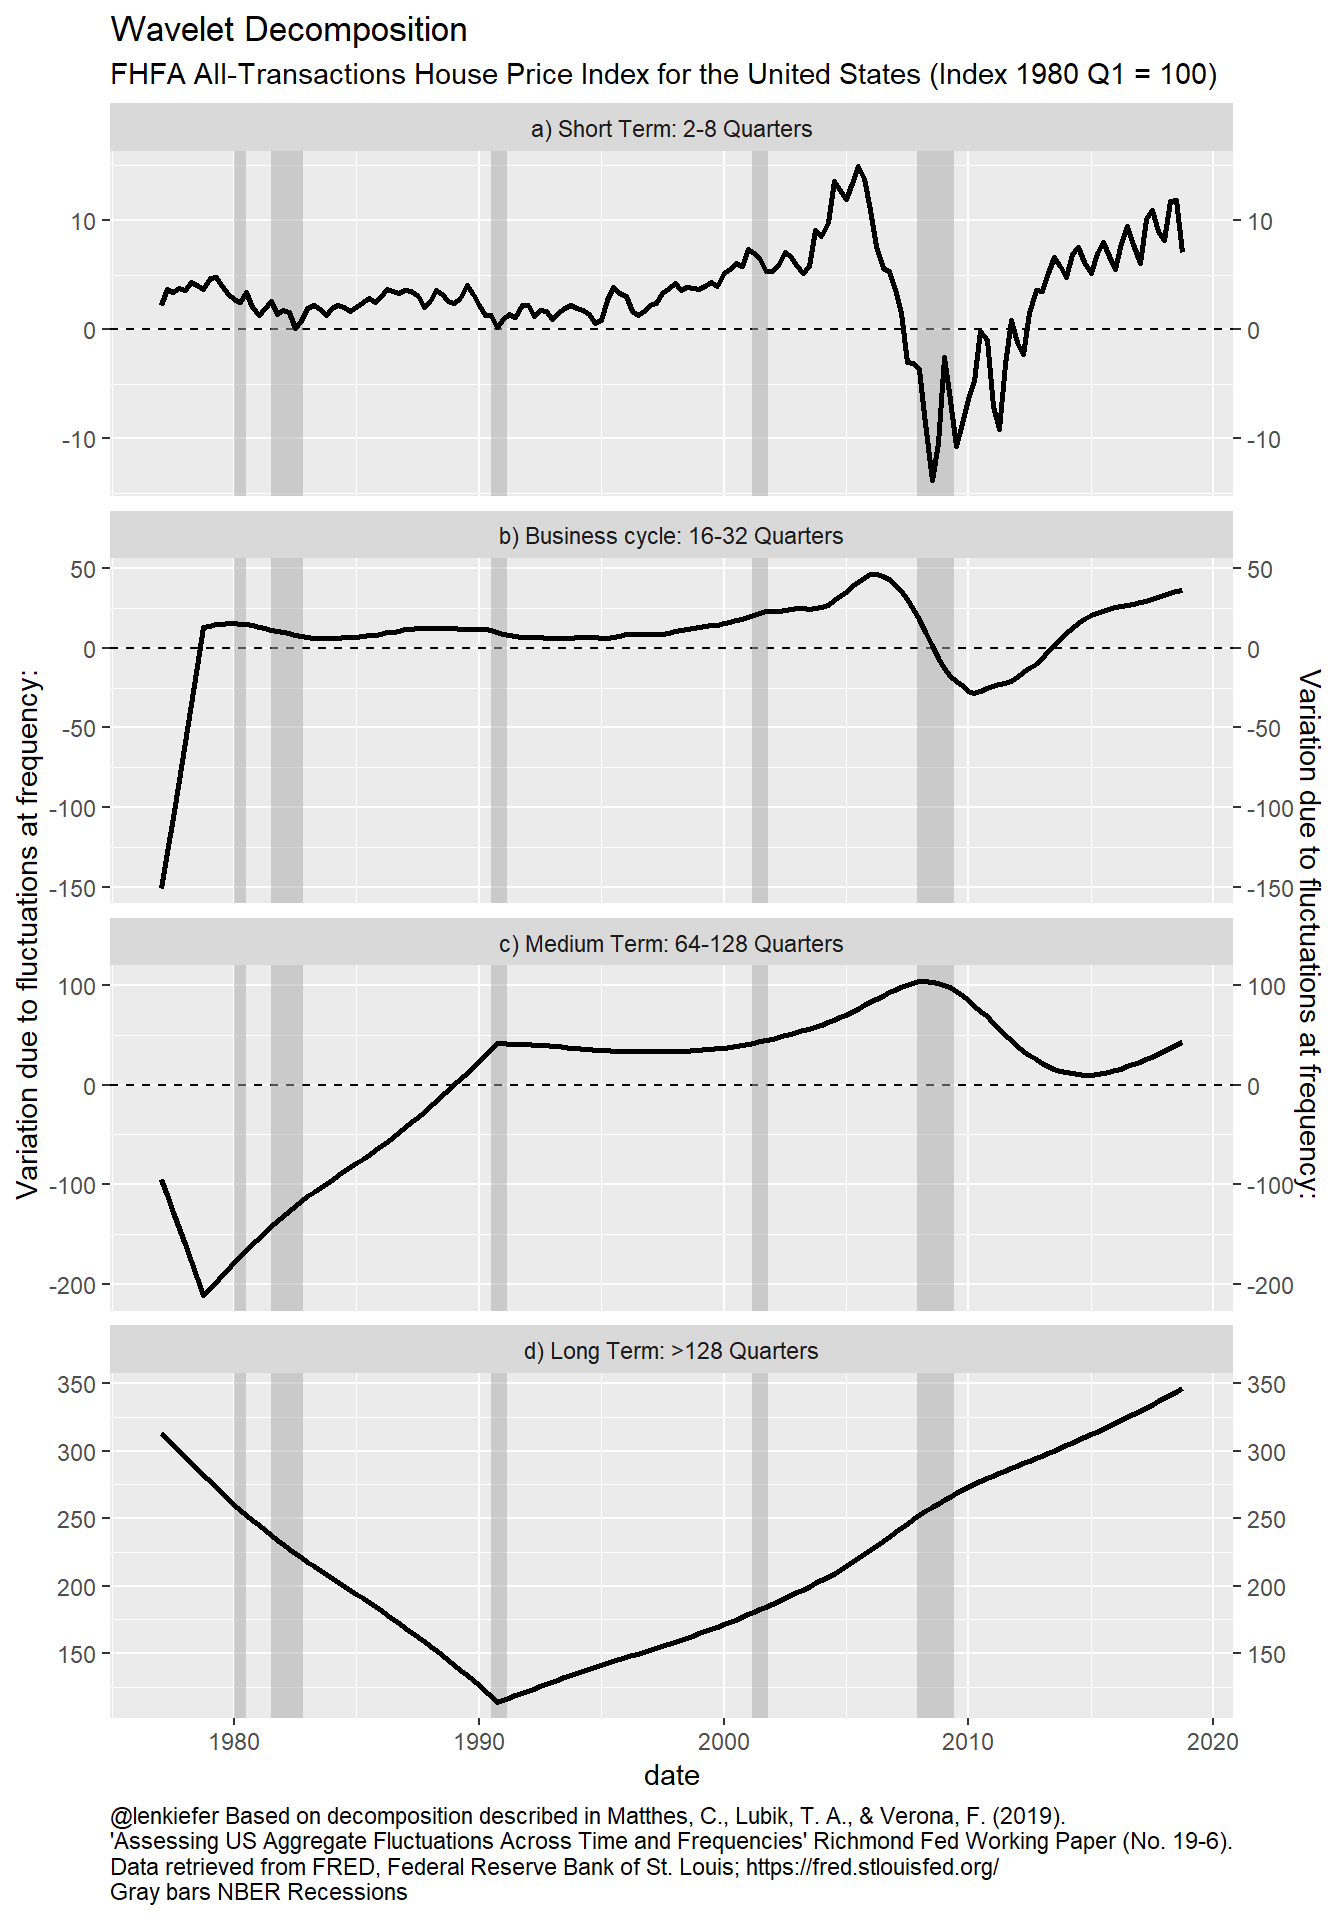 Wavelet Decomposition
FHFA All-Transactions House Price Index for the United States (Index 1980 Q1 = 100)
a) Short Term: 2-8 Quarters
10
0
-10
10
0
-10
b) Business cycle: 16-32 Quarters
50
0
-50
-100
-150
50
0
-50
-100
-150
Variation due to fluctuations at frequency:
Variation due to fluctuations at frequency:
c) Medium Term: 64-128 Quarters
100
0
-100
-200
100
0
-100
-200
d) Long Term: >128 Quarters
350
300
250
200
150
350
300
250
200
150
1980 1990 2000 2010 2020
date
@lenkiefer Based on decomposition described in Matthes, C., Lubik, T. A., & Verona, F. (2019).
'Assessing US Aggregate Fluctuations Across Time and Frequencies' Richmond Fed Working Paper (No. 19-6).
Data retrieved from FRED, Federal Reserve Bank of St. Louis; https://fred.stlouisfed.org/
Gray bars NBER Recessions